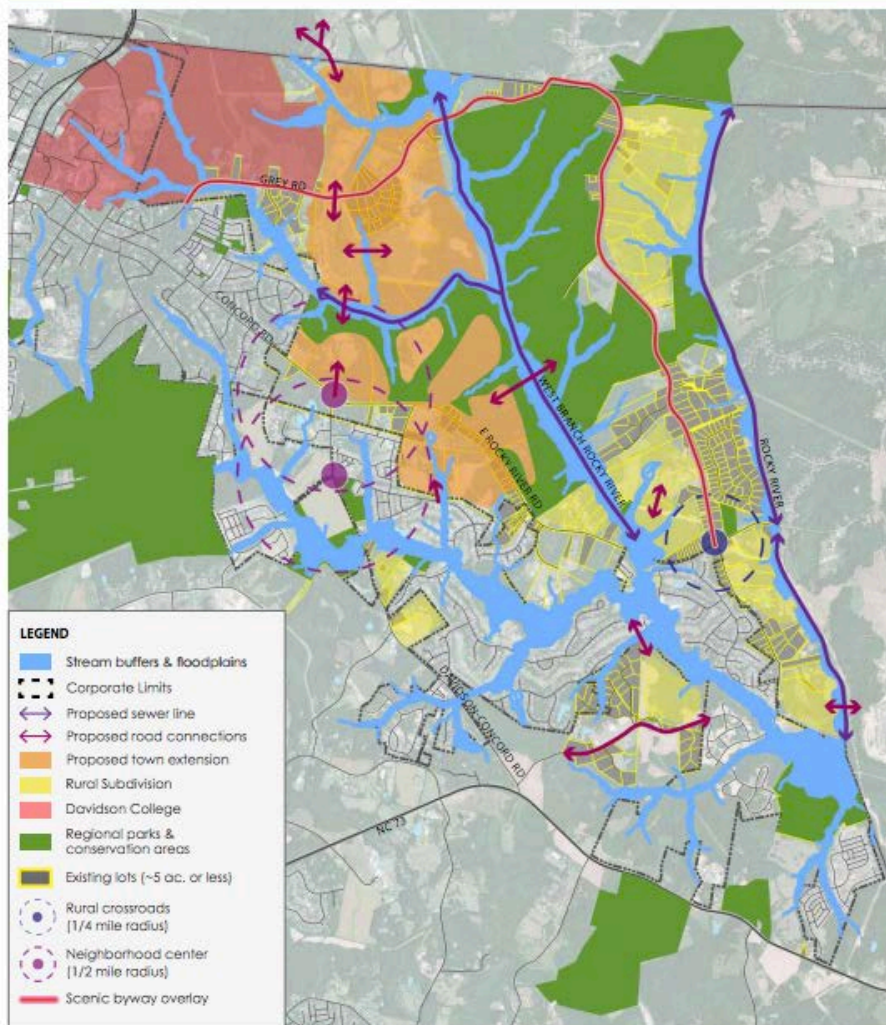 GREY RD
CONCORD RD
E ROCKY RIVER RD
WEST BRANCH ROCKY RIVER
ROCKY RIVER
DAVIDSON-CONCORD RD
NC 73
LEGEND
Stream buffers & floodplains
Corporate Limits
Proposed sewer line
Proposed road connections
Proposed town extension
Rural Subdivision
Davidson College
Regional parks &
conservation areas
Existing lots (~5 ac. or less)
Rural crossroads
(1/4 mile radius)
Neighborhood center
(1/2 mile radius)
Scenic byway overlay